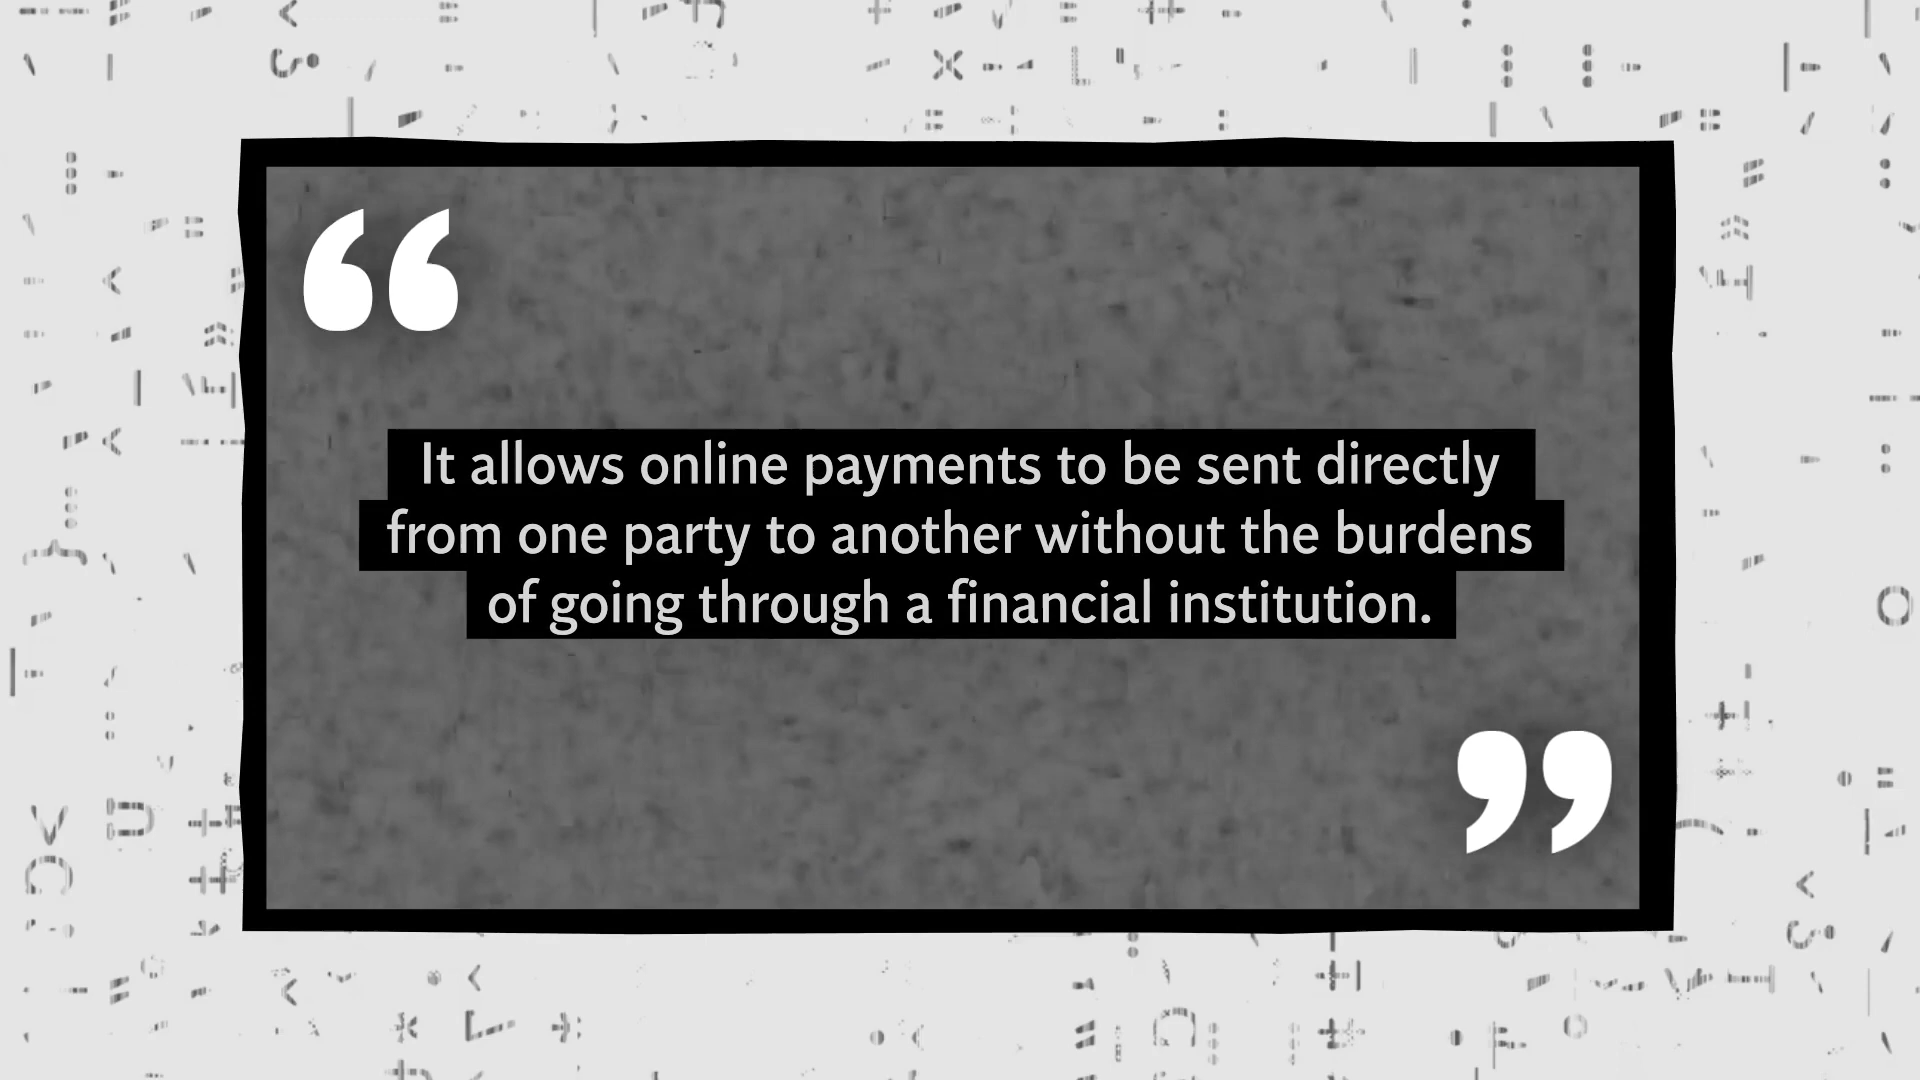 “
It allows online payments to be sent directly
from one party to another without the burdens
of going through a financial institution.
”